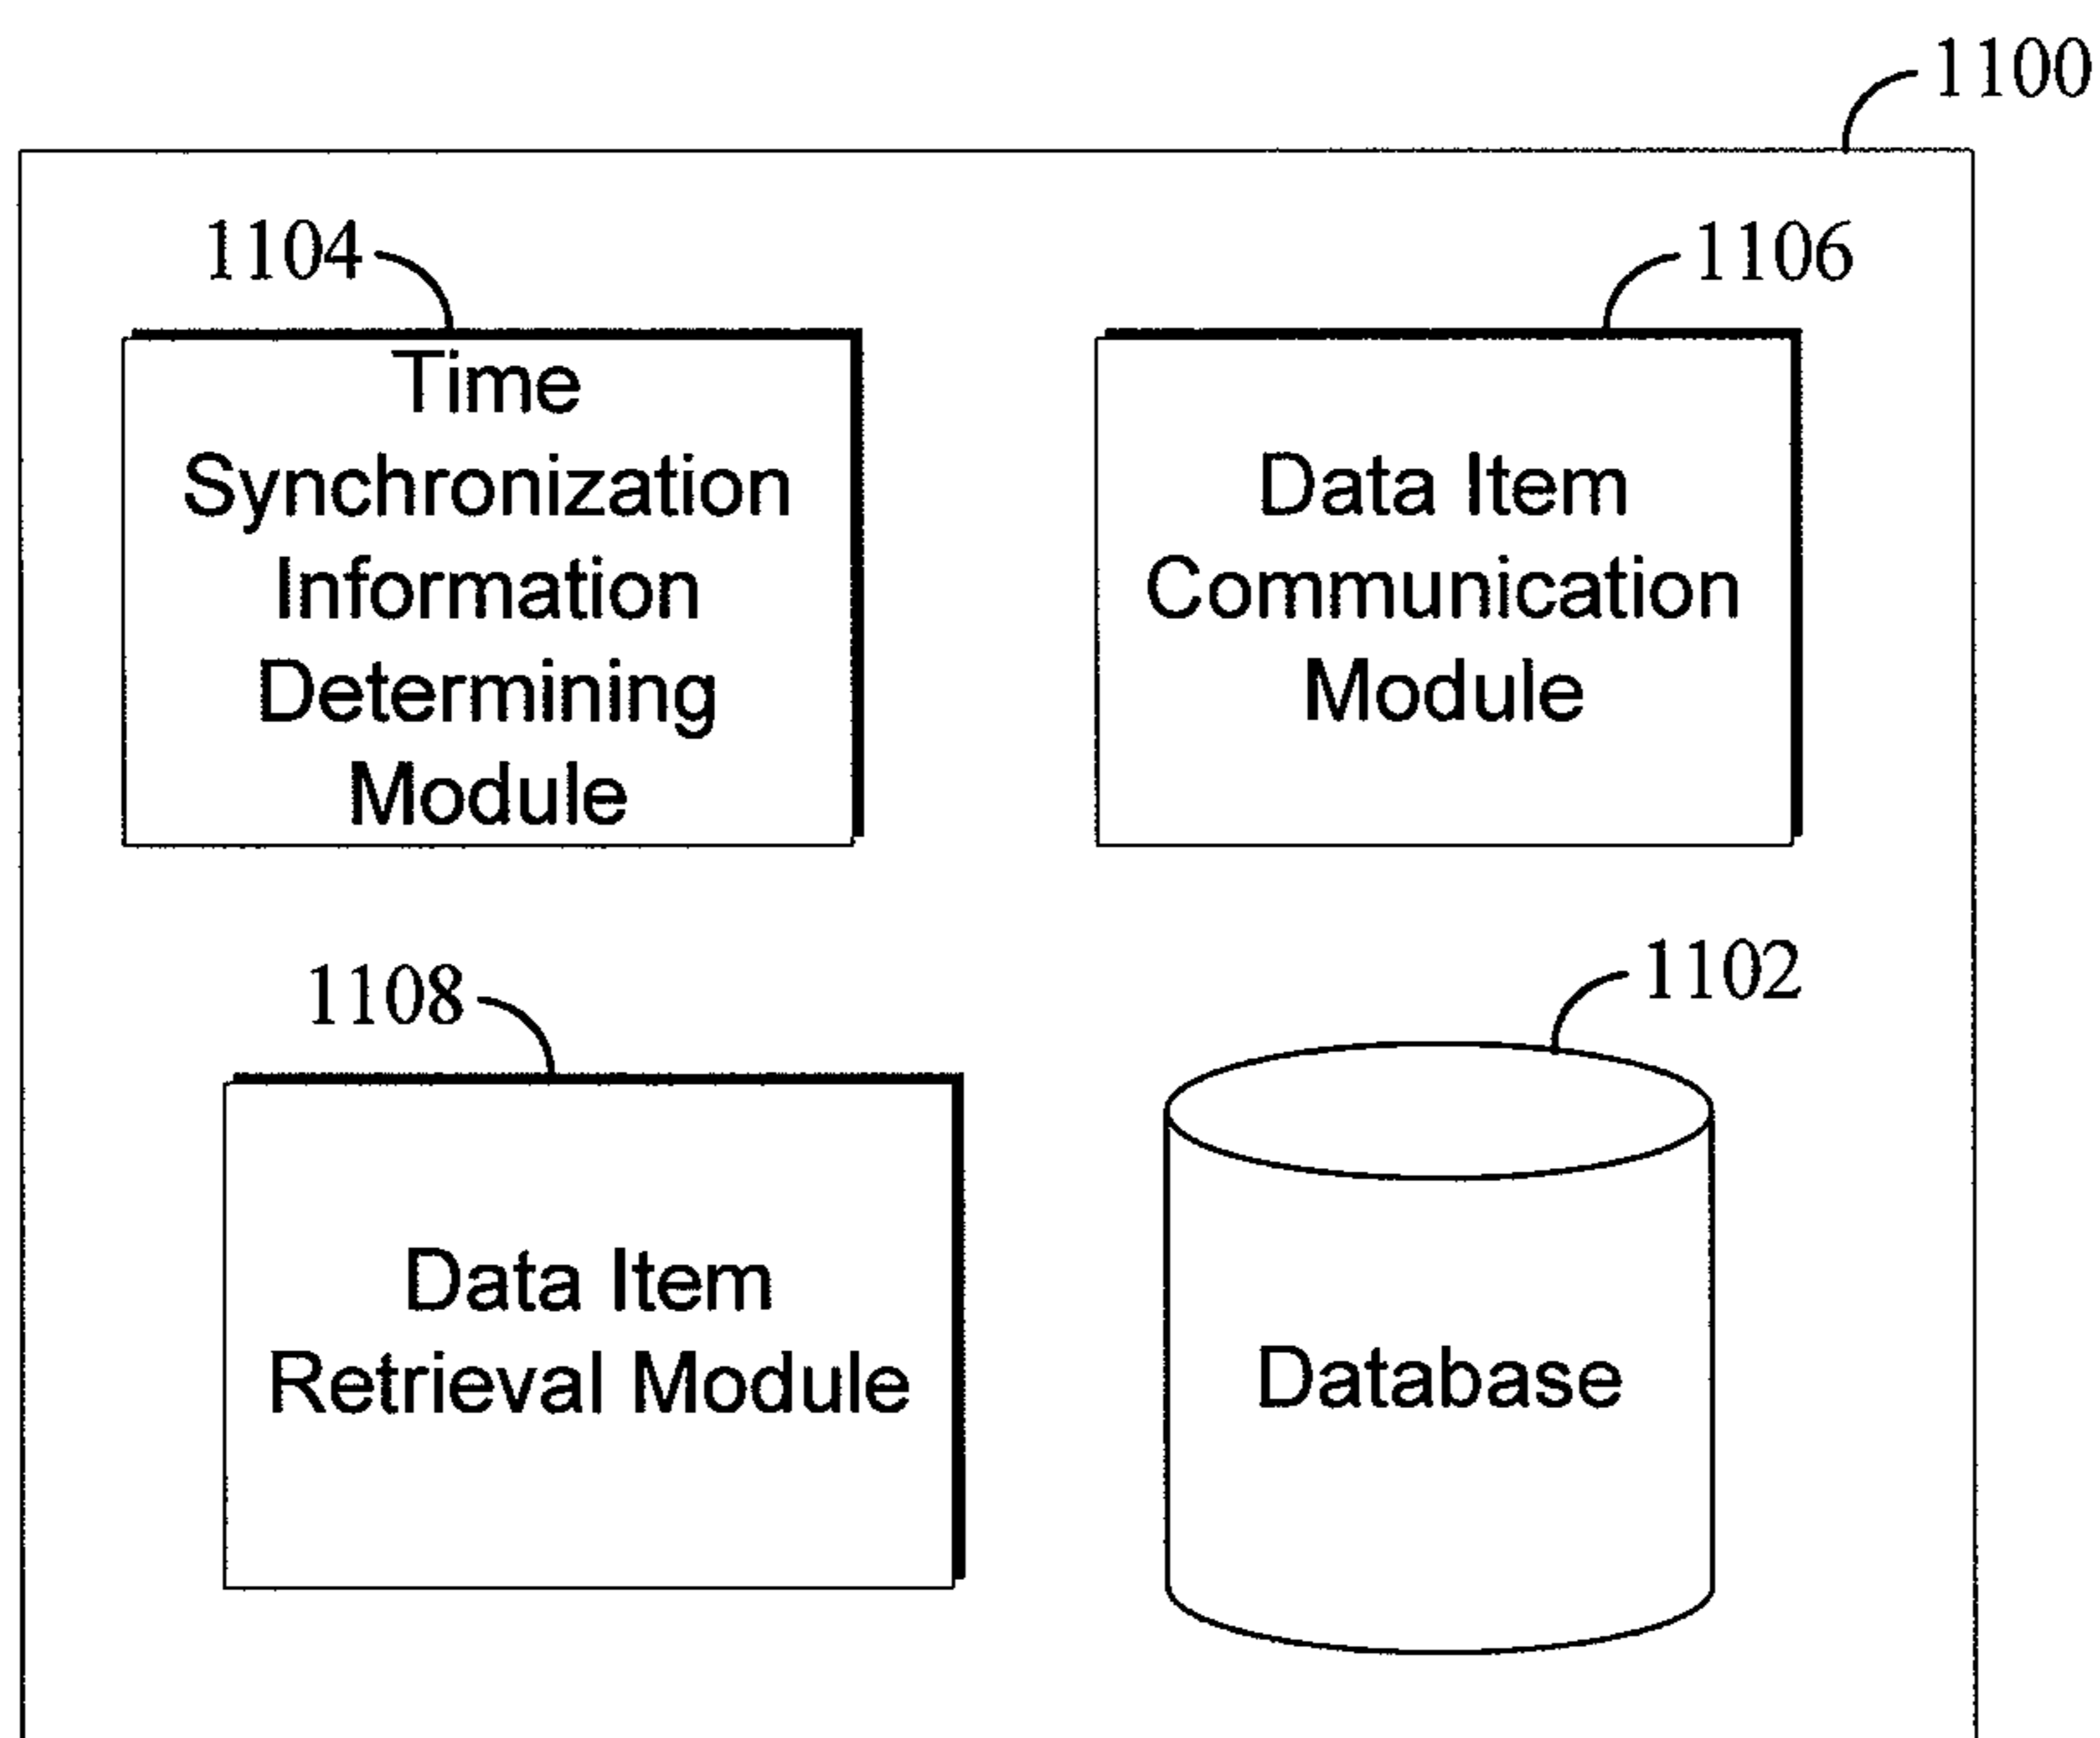 1100
1104
1106
Time
Synchronization
Information
Determining
Module
Data Item
Communication
Module
1108
1102
Data Item
Retrieval Module
Database